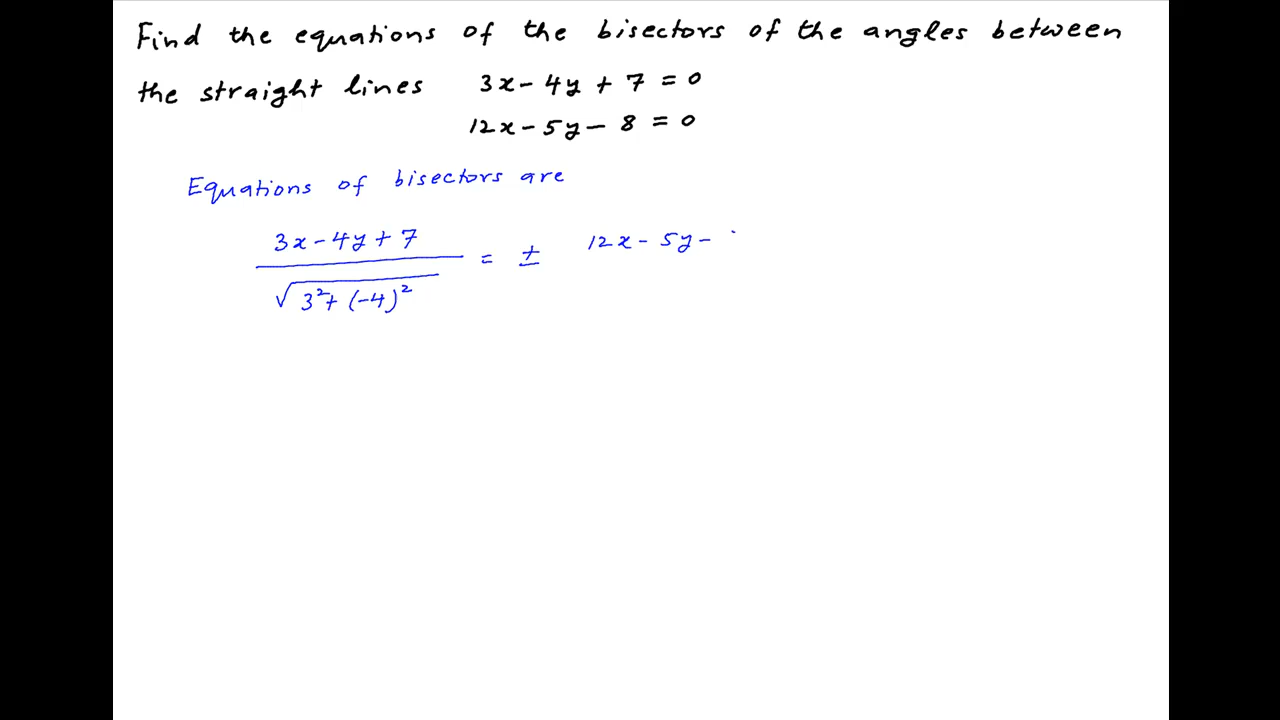 Find the equations of the bisectors of the angles between
the straight lines 3x - 4y + 7 = 0
12x - 5y - 8 = 0
Equations of bisectors are
3x - 4y + 7 = ± 12x - 5y -
√3² + (-4)²